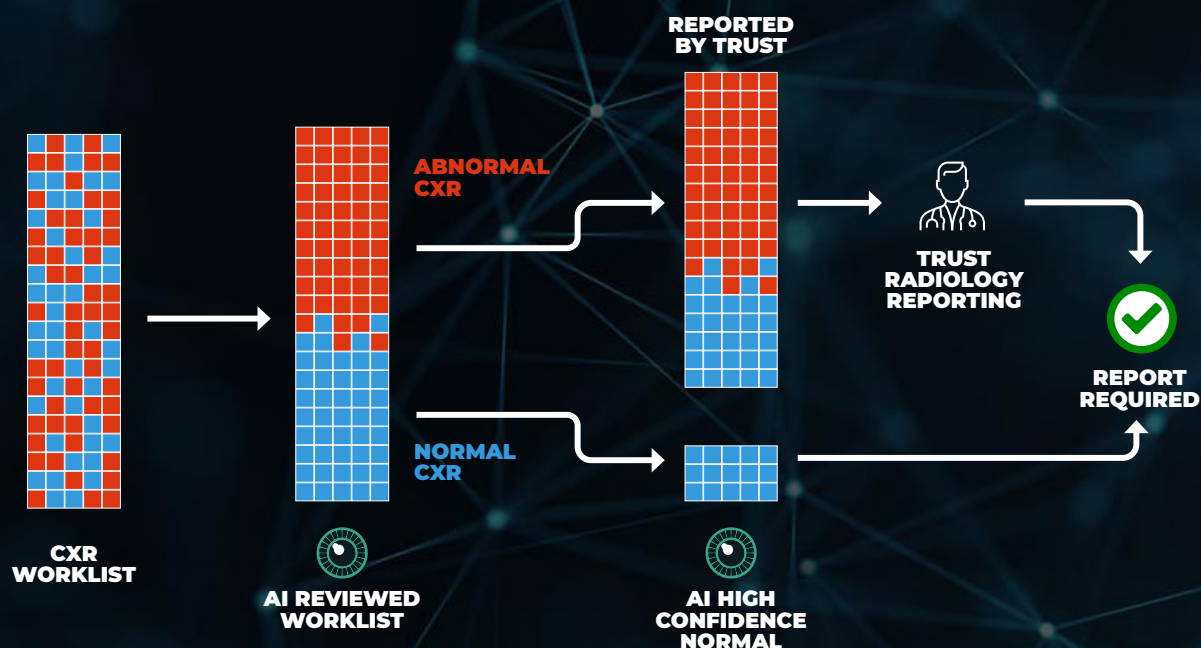 REPORTED
BY TRUST
ABNORMAL
CXR
TRUST
RADIOLOGY
REPORTING
REPORT
REQUIRED
NORMAL
CXR
CXR
WORKLIST
AI REVIEWED
WORKLIST
AI HIGH
CONFIDENCE
NORMAL